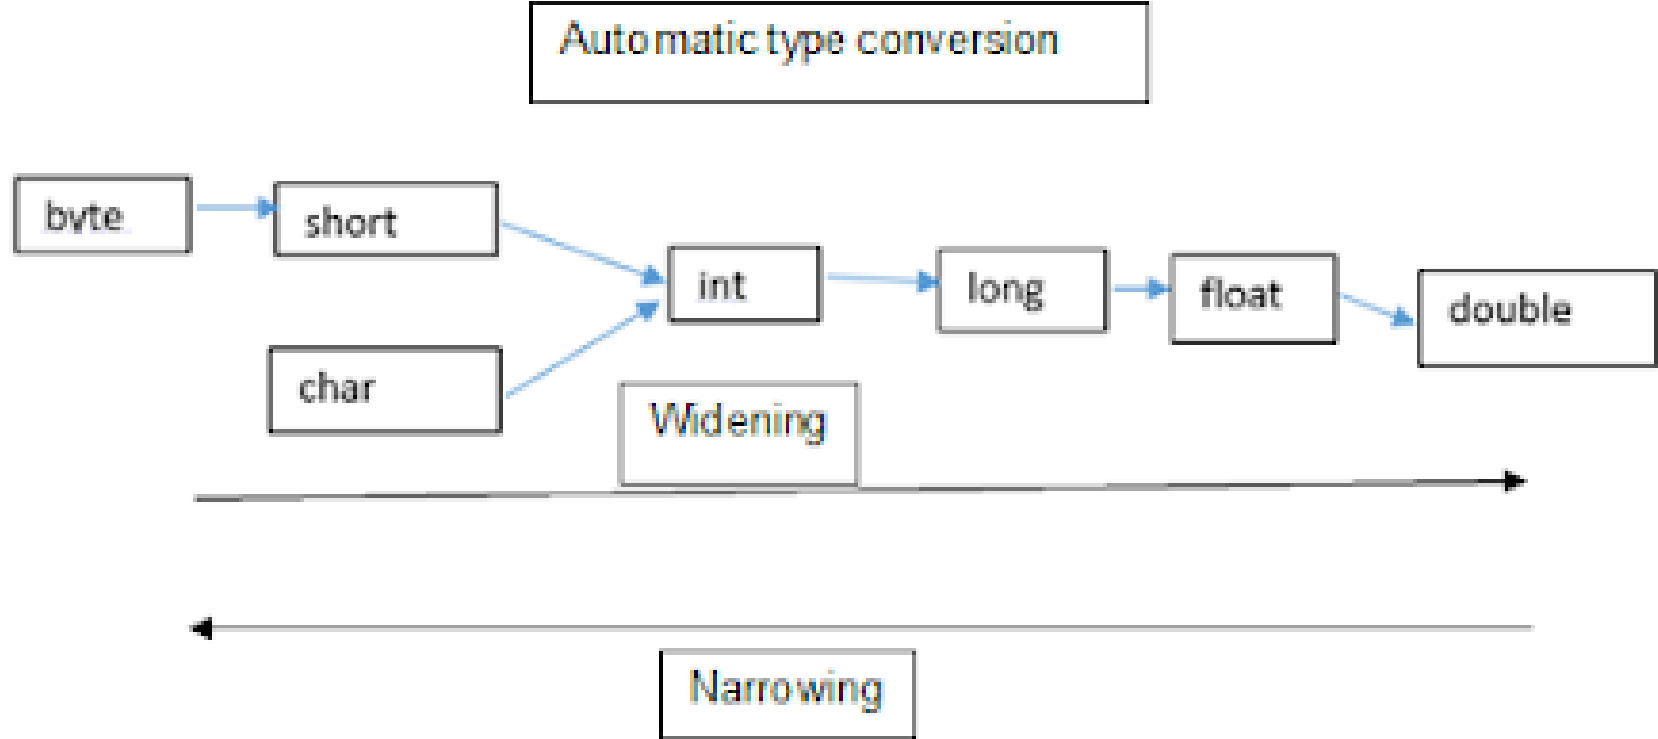 Automatic type conversion
byte
short
int
long
float
double
char
Widening
Narrowing